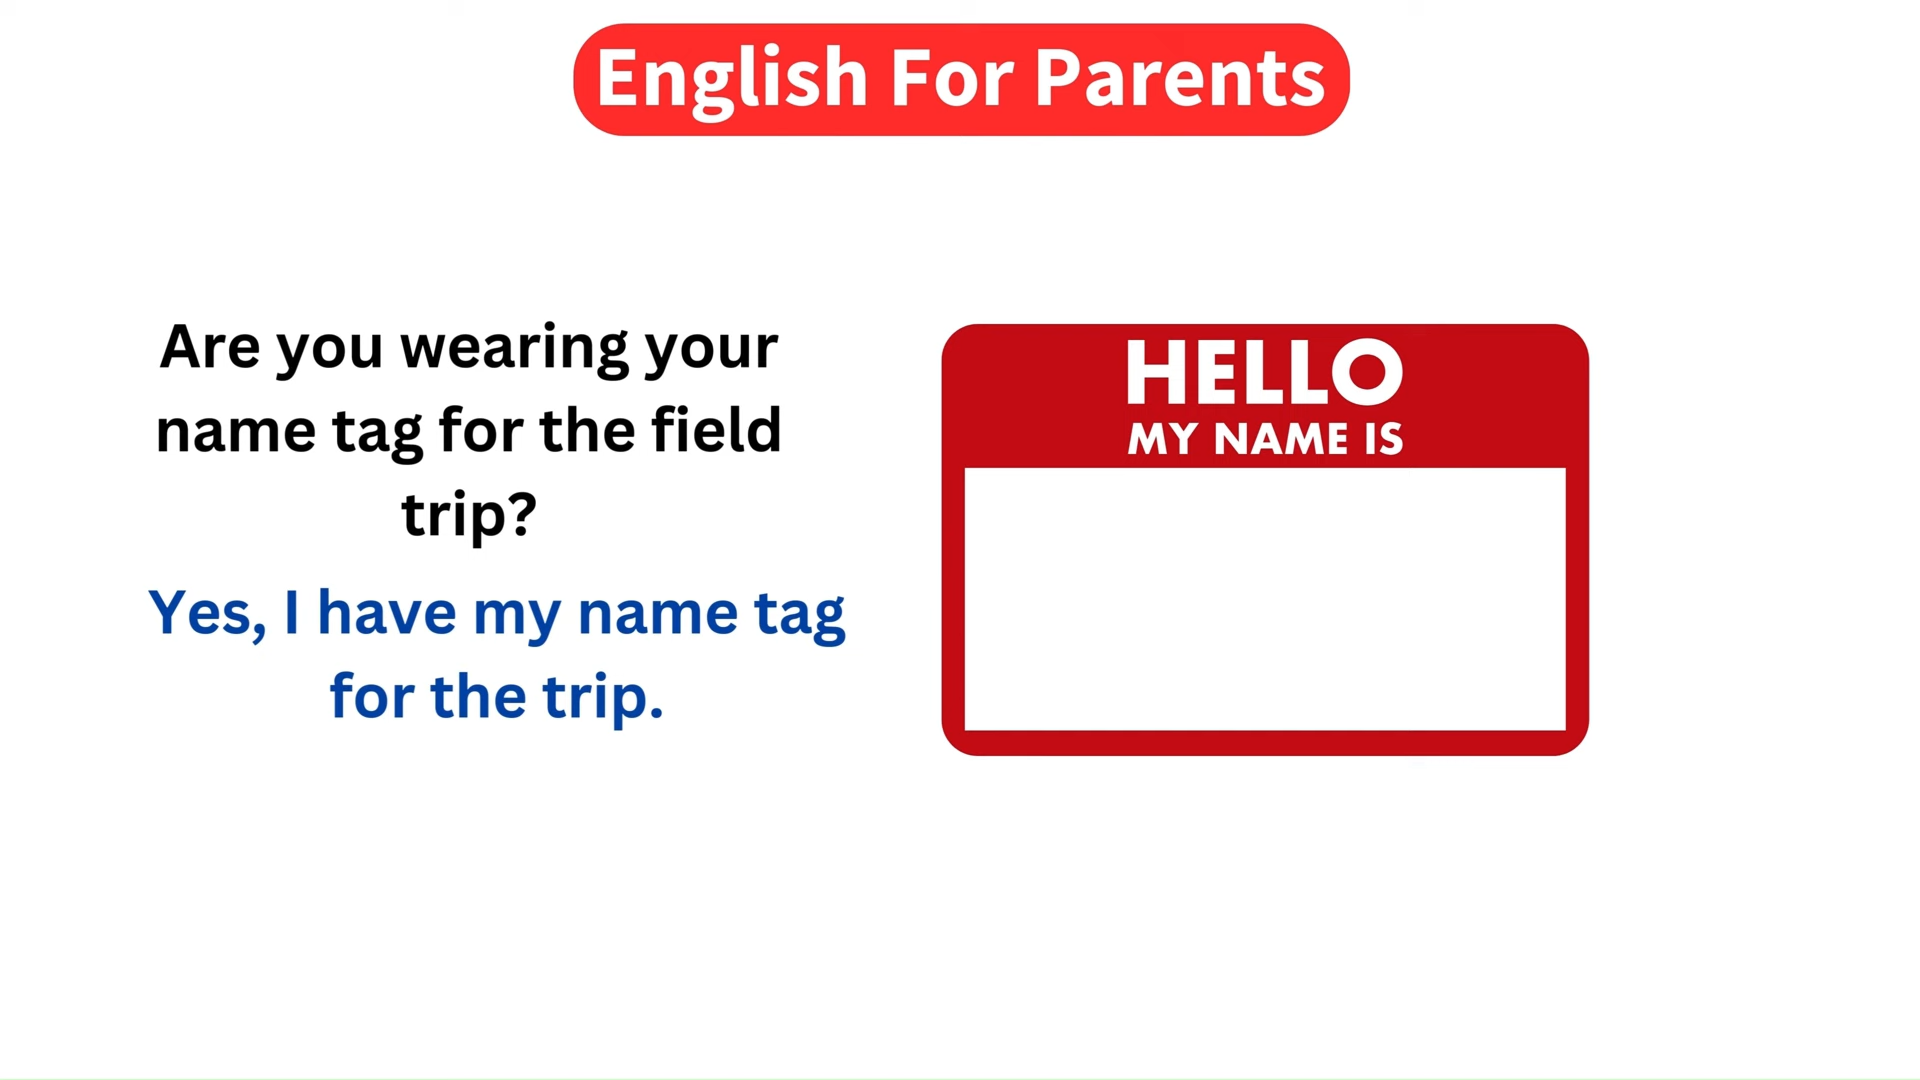 English For Parents
Are you wearing your
name tag for the field
trip?
Yes, I have my name tag
for the trip.
HELLO
MY NAME IS